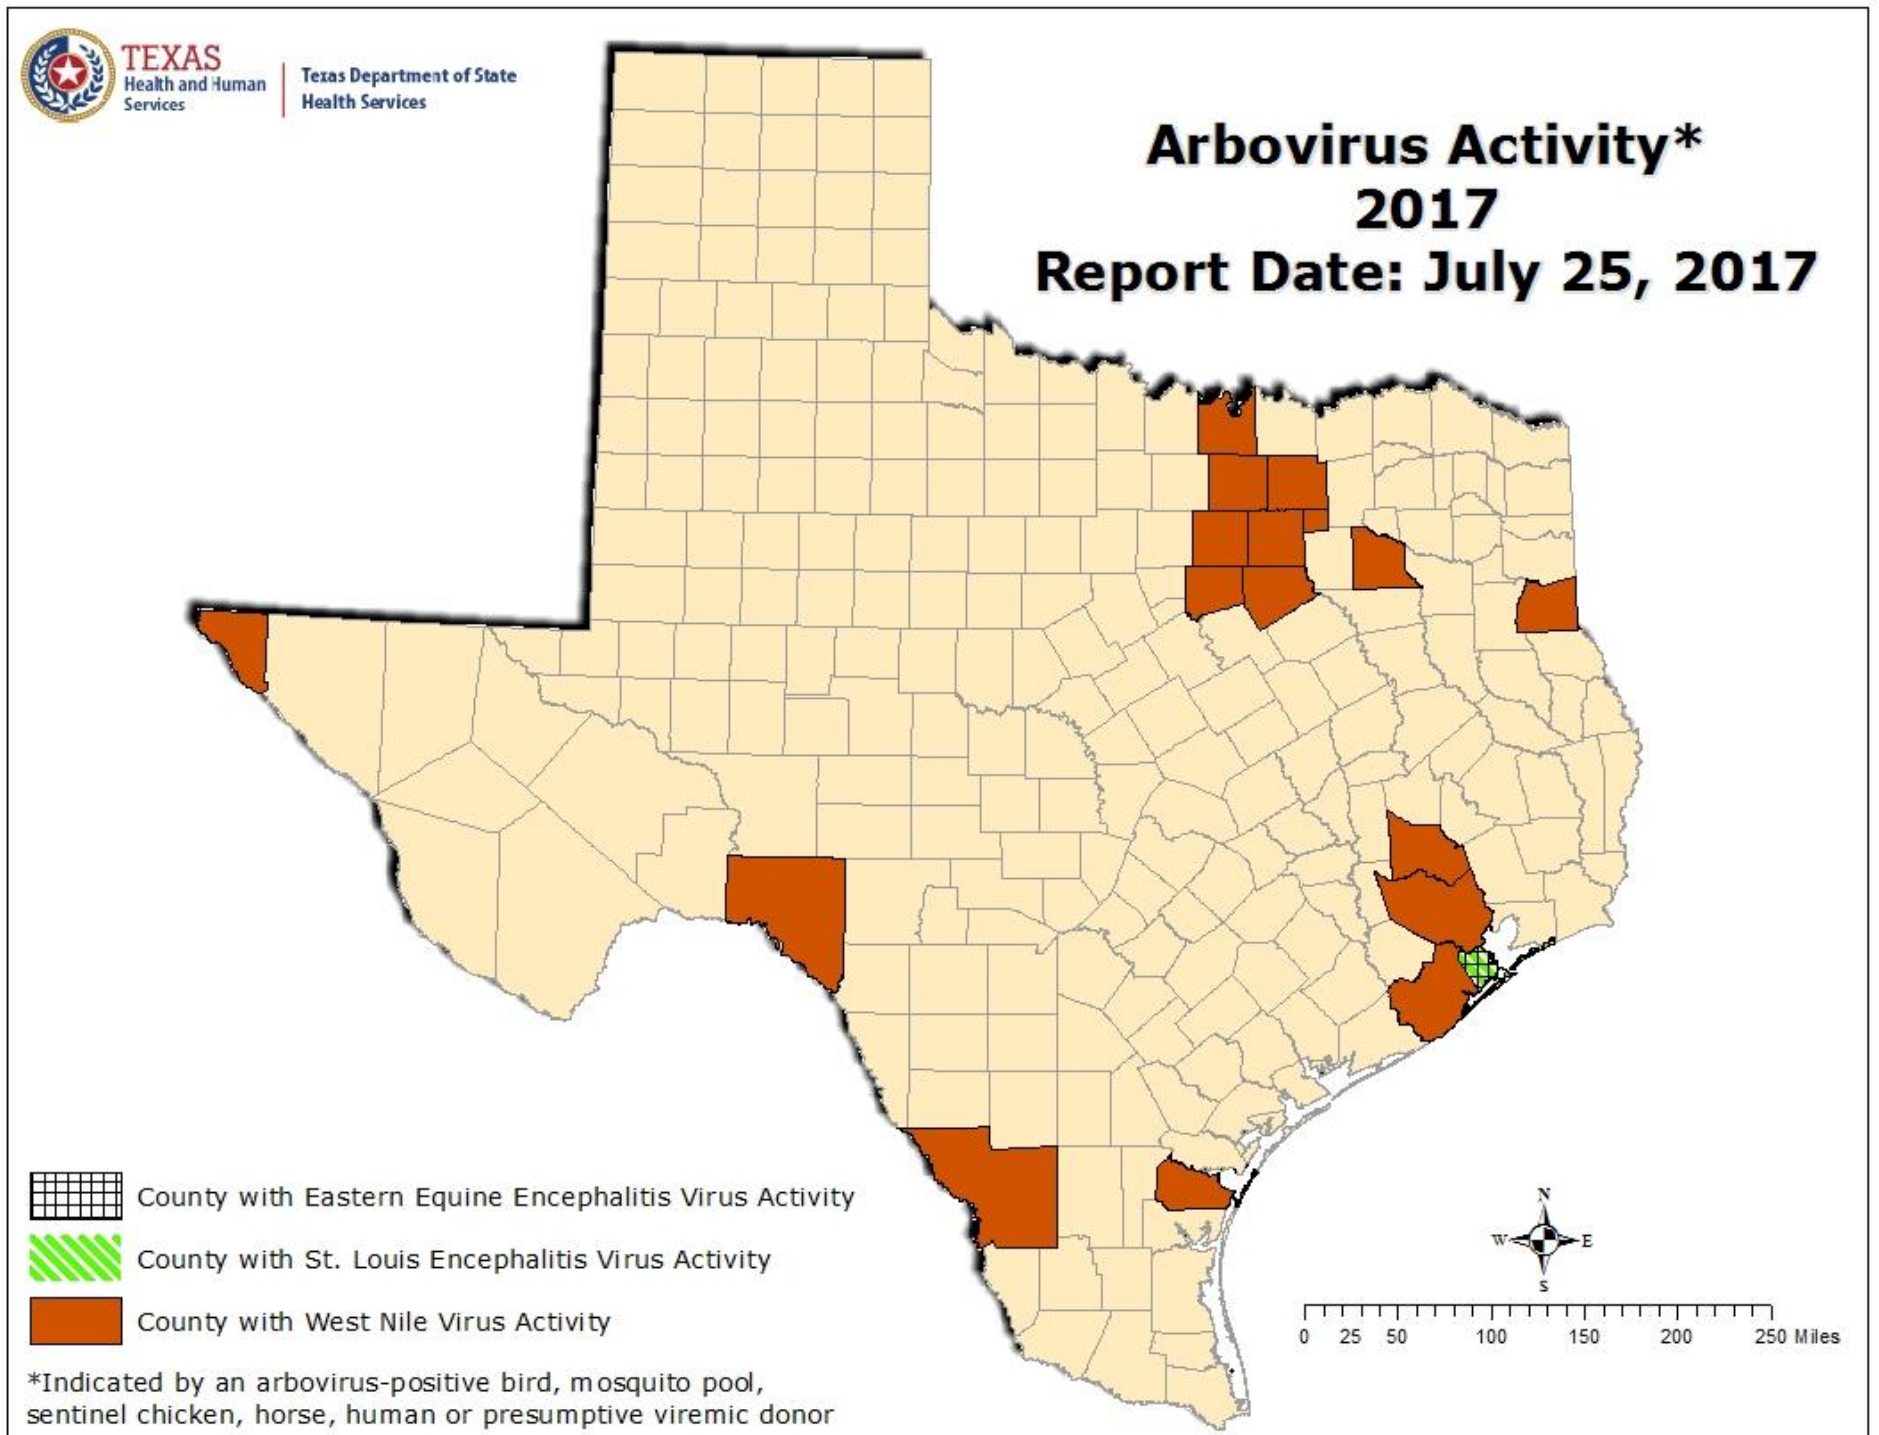 TEXAS
Health and Human
Services
Texas Department of State
Health Services
Arbovirus Activity*
2017
Report Date: July 25, 2017
County with Eastern Equine Encephalitis Virus Activity
County with St. Louis Encephalitis Virus Activity
County with West Nile Virus Activity
*Indicated by an arbovirus-positive bird, mosquito pool,
sentinel chicken, horse, human or presumptive viremic donor
N
W E
S
0 25 50 100 150 200 250 Miles